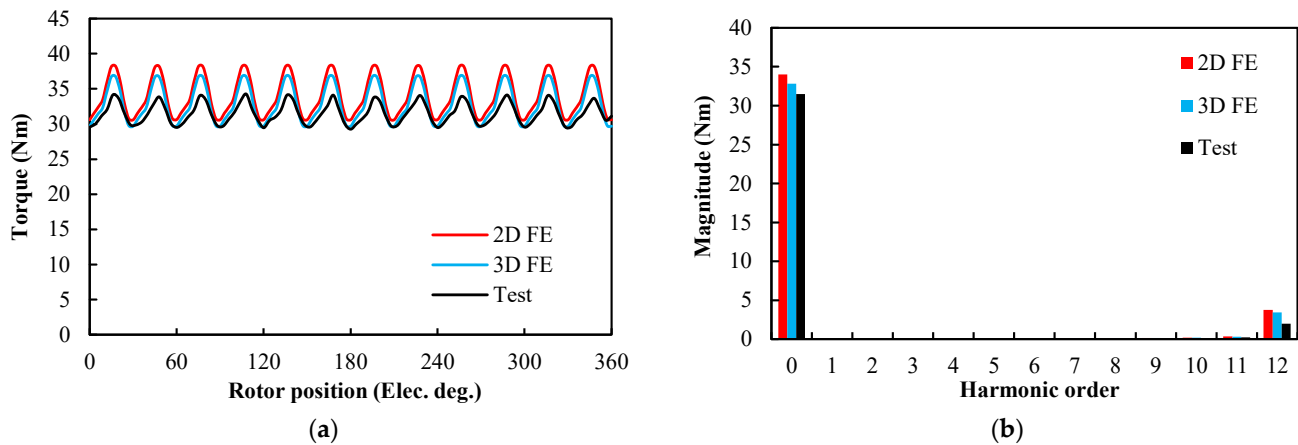 45
40
35
30
25
20
15
10
5
0
Torque (Nm)
2D FE
3D FE
Test
0 60 120 180 240 300 360
Rotor position (Elec. deg.)
(a)
40
35
30
25
20
15
10
5
0
Magnitude (Nm)
2D FE
3D FE
Test
0 1 2 3 4 5 6 7 8 9 10 11 12
Harmonic order
(b)